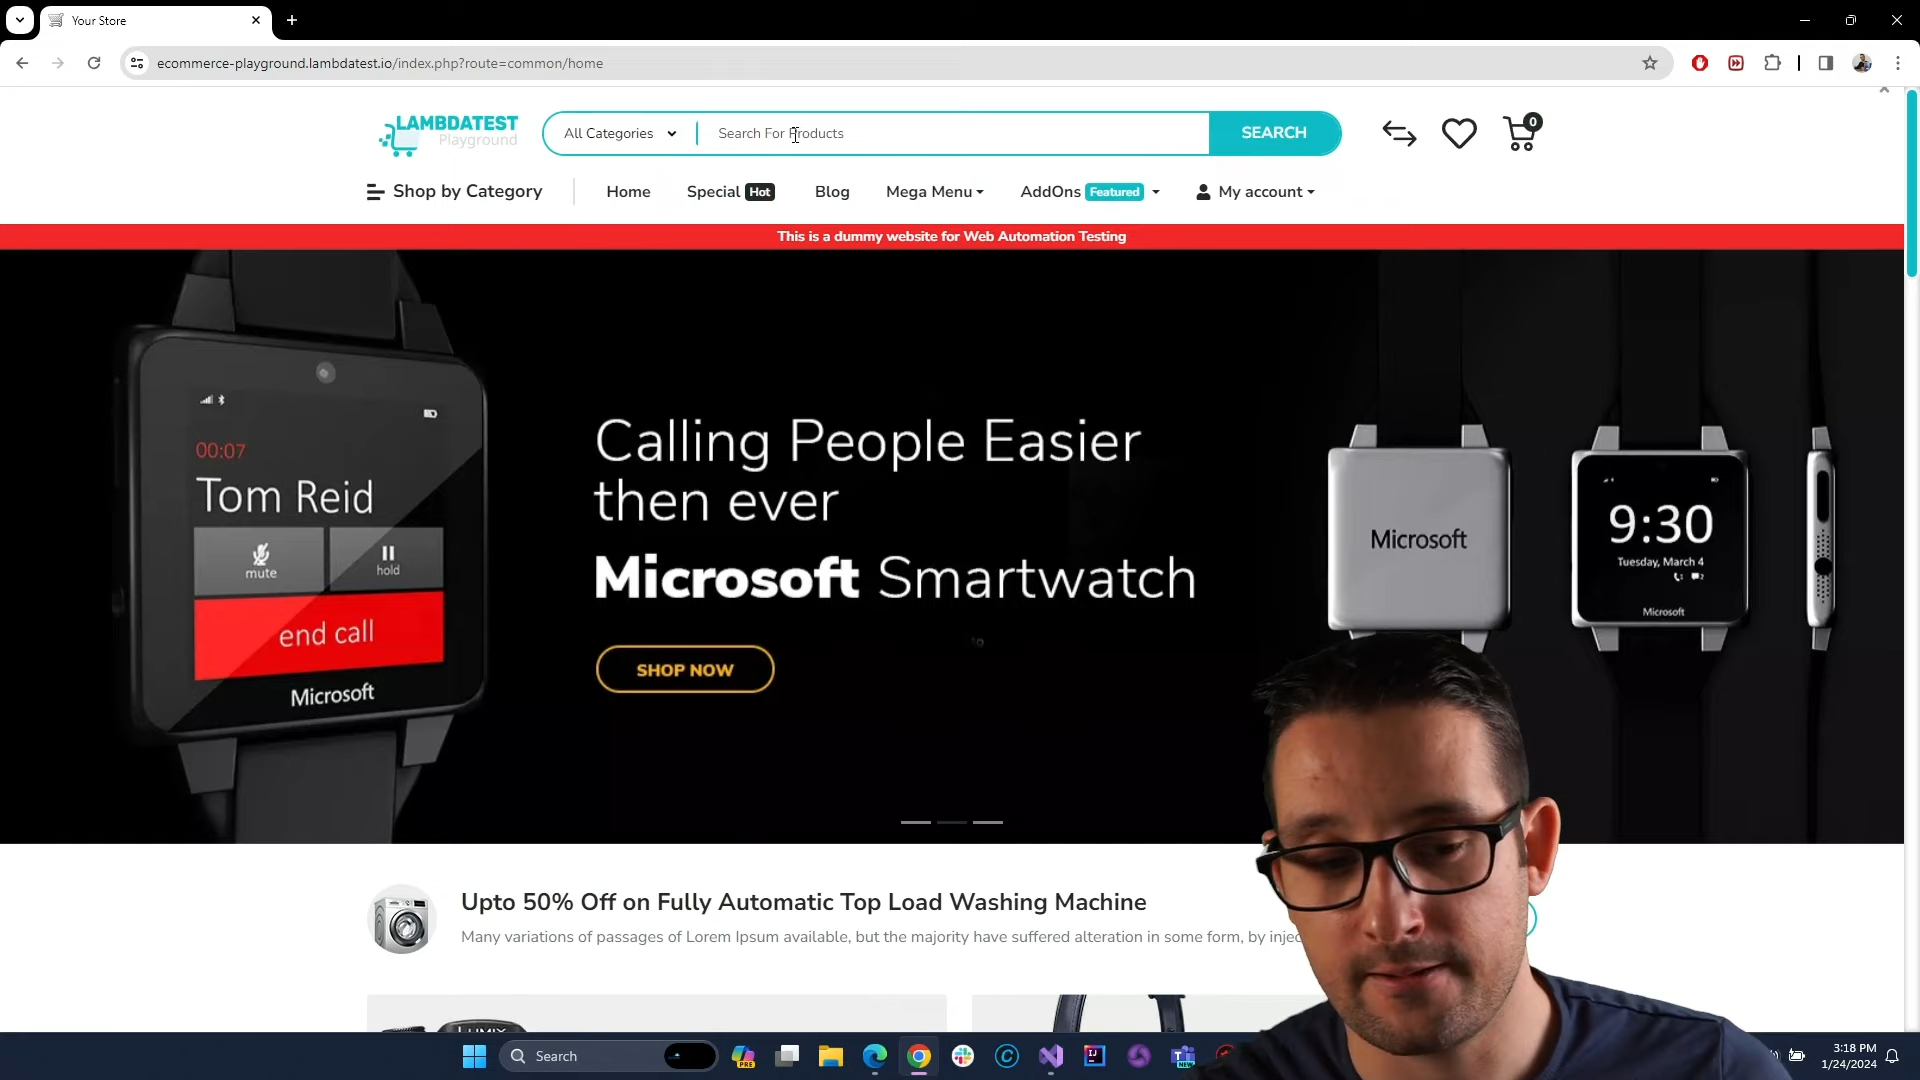 Your Store
ecommerce-playground.lambdatest.io/index.php?route=common/home
LAMBDATEST
Playground
All Categories
Search For Products
SEARCH
0
Shop by Category
Home
Special Hot
Blog
Mega Menu
AddOns Featured
My account
This is a dummy website for Web Automation Testing
00:07
Tom Reid
mute
hold
end call
Microsoft
Calling People Easier
then ever
Microsoft Smartwatch
SHOP NOW
Microsoft
9:30
Tuesday, March 4
Microsoft
Upto 50% Off on Fully Automatic Top Load Washing Machine
Many variations of passages of Lorem Ipsum available, but the majority have suffered alteration in some form, by
LUMIX
Search
PRE
NEW
3:18 PM
1/24/2024